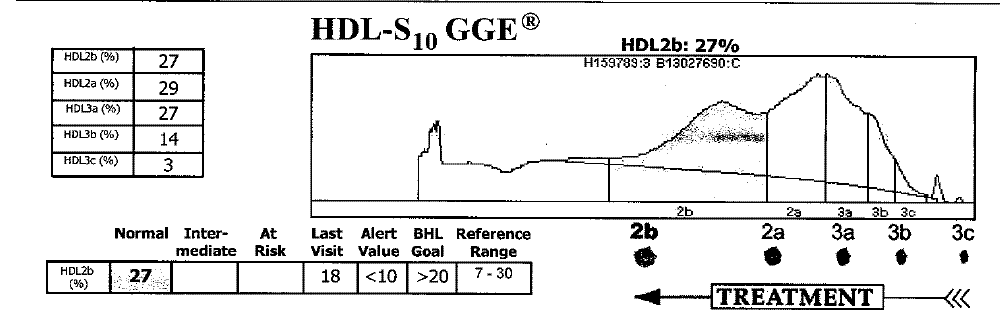 HDL-S10 GGE®
HDL2b: 27%
H159789:3 B13027690:C
HDL2b (%) 27
HDL2a (%) 29
HDL3a (%) 27
HDL3b (%) 14
HDL3c (%) 3
2b 2a 3a 3b 3c
2b 2a 3a 3b 3c
Normal Inter- At Last Alert BHL Reference
mediate Risk Visit Value Goal Range
HDL2b (%) 27 18 <10 >20 7 - 30
TREATMENT